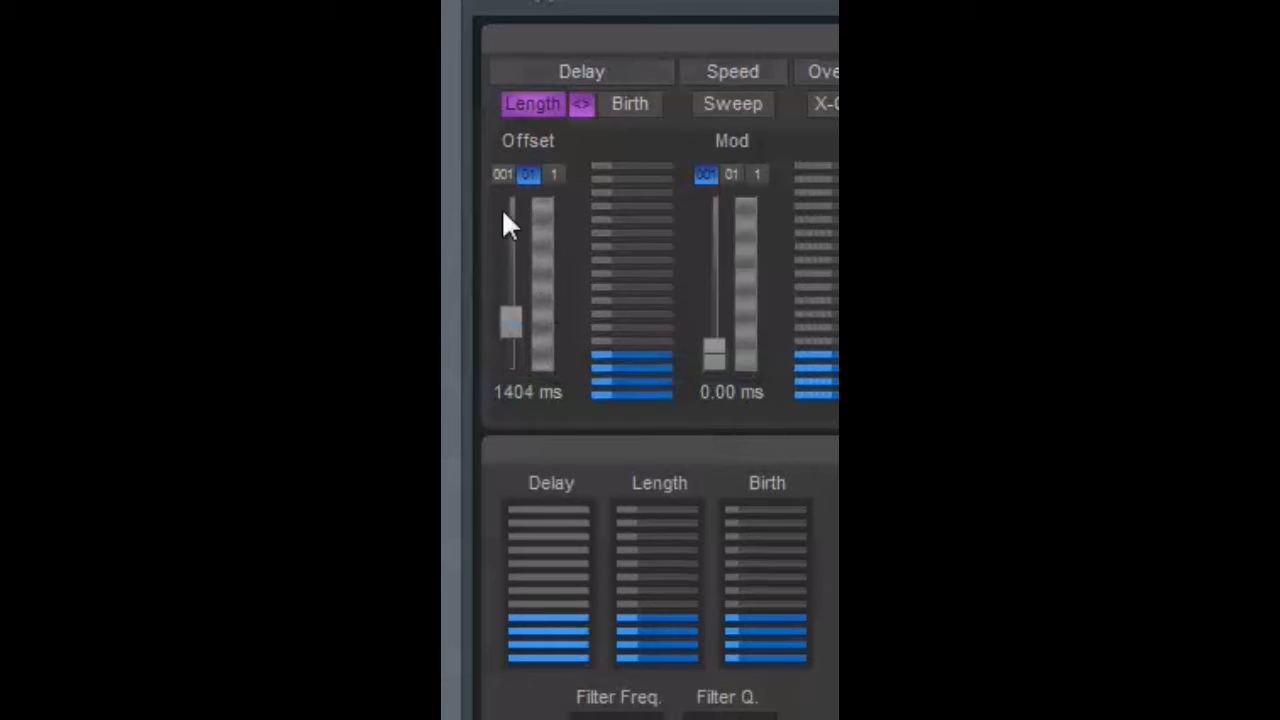 Delay Speed Ove
Length <> Birth Sweep X-
Offset Mod
001 01 1 001 01 1
1404 ms 0.00 ms
Delay Length Birth
Filter Freq. Filter Q.